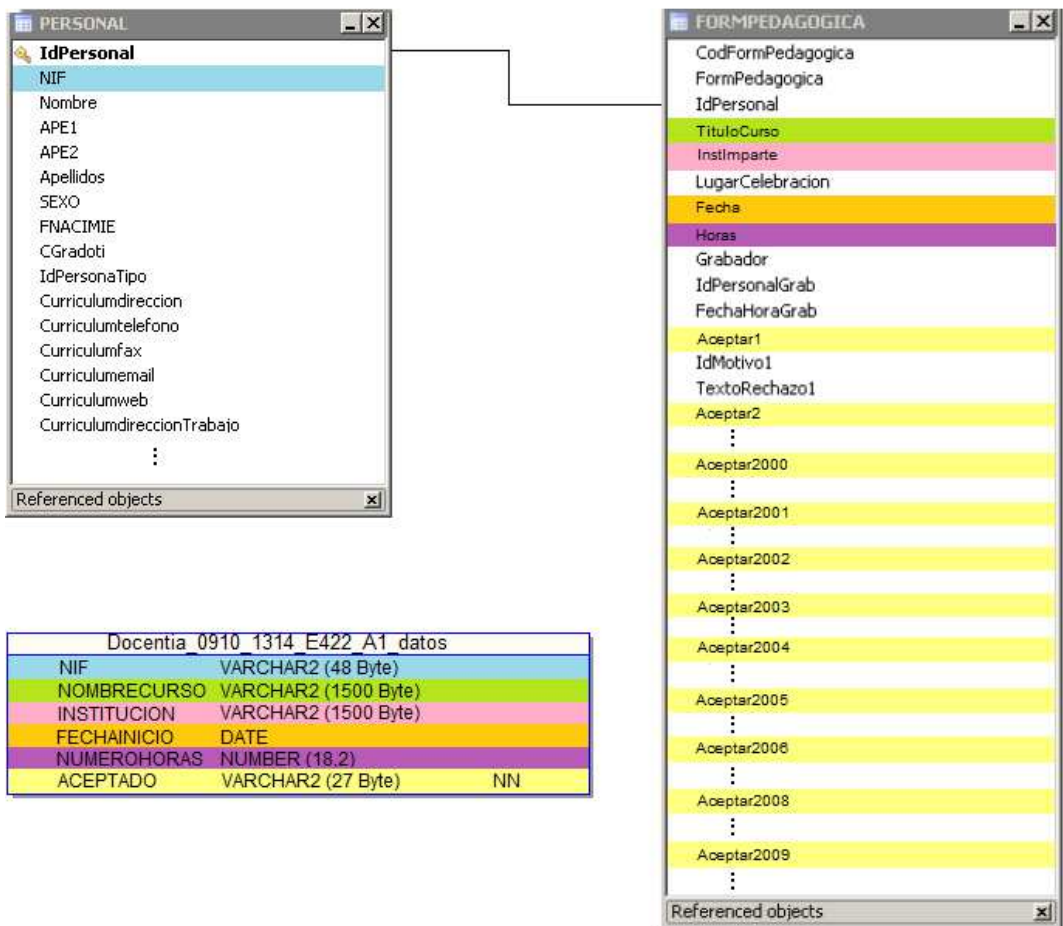 PERSONAL
IdPersonal
NIF
Nombre
APE1
APE2
Apellidos
SEXO
FNACIMIE
CGradoti
IdPersonaTipo
Curriculumdireccion
Curriculumtelefono
Curriculumfax
Curriculumemail
Curriculumweb
CurriculumdireccionTrabajo
Referenced objects
FORMPEDAGOGICA
CodFormPedagogica
FormPedagogica
IdPersonal
TituloCurso
InstImparte
LugarCelebracion
Fecha
Horas
Grabador
IdPersonalGrab
FechaHoraGrab
Aceptar1
IdMotivo1
TextoRechazo1
Aceptar2
Aceptar2000
Aceptar2001
Aceptar2002
Aceptar2003
Aceptar2004
Aceptar2005
Aceptar2006
Aceptar2008
Aceptar2009
Referenced objects
Docentia_0910_1314_E422_A1_datos
NIF VARCHAR2 (48 Byte)
NOMBRECURSO VARCHAR2 (1500 Byte)
INSTITUCION VARCHAR2 (1500 Byte)
FECHAINICIO DATE
NUMEROHORAS NUMBER (18,2)
ACEPTADO VARCHAR2 (27 Byte) NN